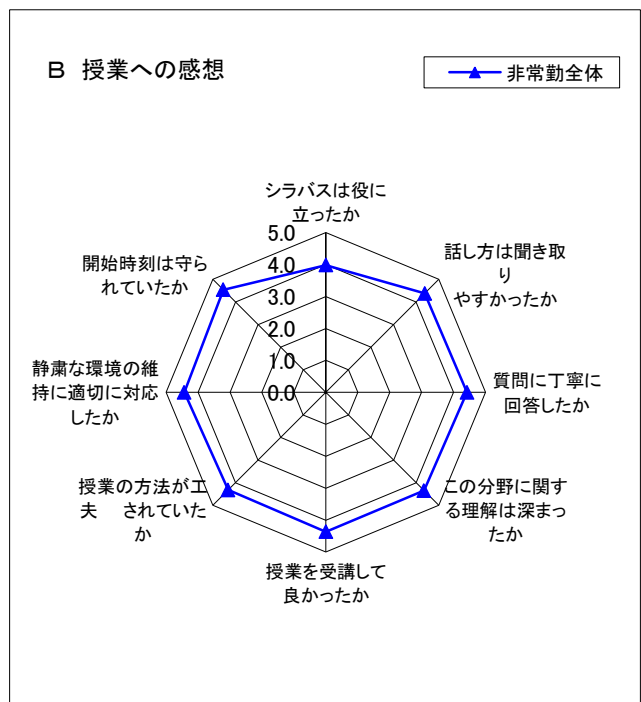 B 授業への感想
非常勤全体
シラバスは役に
立ったか
話し方は聞き取
り
やすかったか
質問に丁寧に
回答したか
この分野に関す
る理解は深まっ
たか
授業を受講して
良かったか
授業の方法が工
夫 されていた
か
静粛な環境の維
持に適切に対応
したか
開始時刻は守ら
れていたか
5.0
4.0
3.0
2.0
1.0
0.0